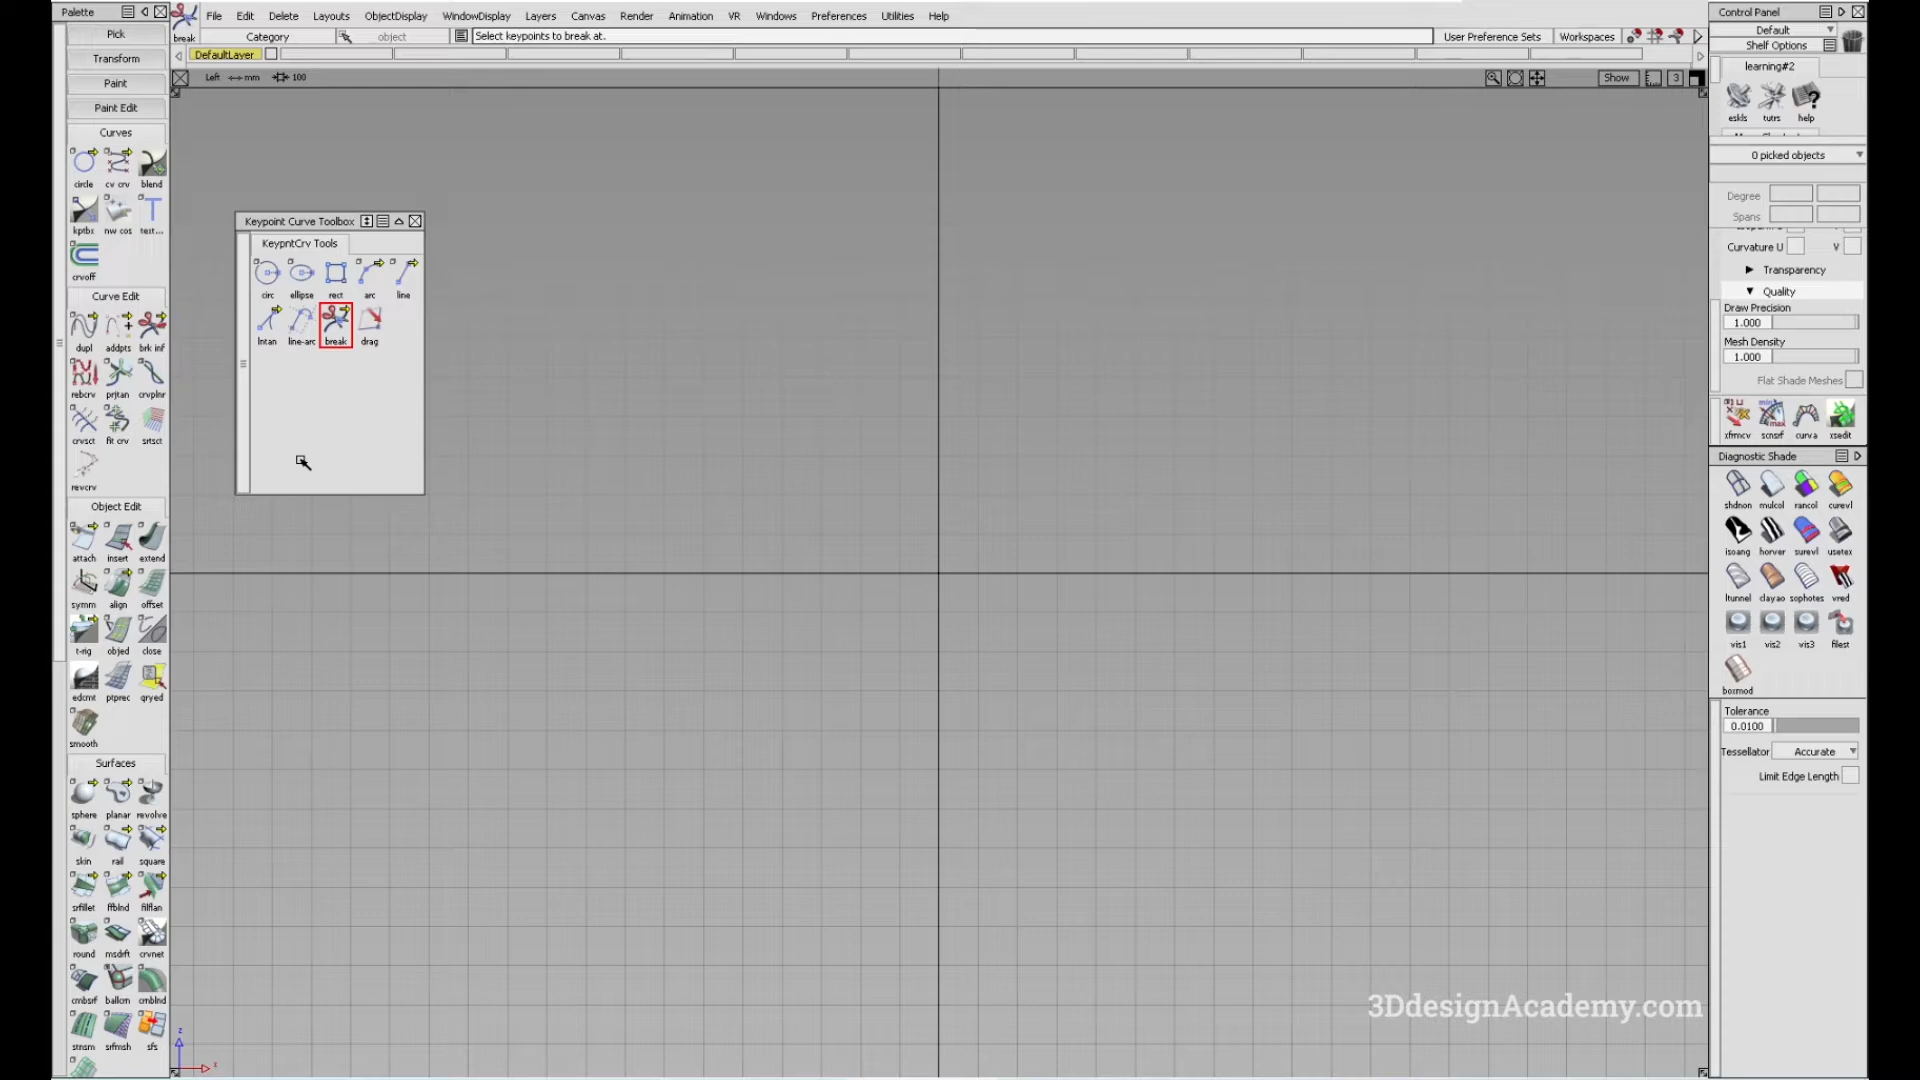 Palette
Pick
Transform
Paint
Paint Edit
Curves
circle cv crv blend
kptbx nw cos text...
crvoff
Curve Edit
dupl addpts brk inf
rebcrv prjtan crvplnr
crvsct fit crv srtsct
revcrv
Object Edit
attach insert extend
symm align offset
t-rig objed close
edcmt ptprec qryed
smooth
Surfaces
sphere planar revolve
skin rail square
srfillet ffblnd filflan
round msdrft crvnet
cmbsrf ballcrn cmblnd
stnsm srfmsh sfs
File Edit Delete Layouts ObjectDisplay WindowDisplay Layers Canvas Render Animation VR Windows Preferences Utilities Help
break Category object Select keypoints to break at. User Preference Sets Workspaces
DefaultLayer
Left mm 100 Show 3
Keypoint Curve Toolbox
KeypntCrv Tools
circ ellipse rect arc line
lntan line-arc break drag
z
x
3DdesignAcademy.com
Control Panel
Default
Shelf Options
learning#2
eskls tutrs help
0 picked objects
Degree
Spans
Curvature U V
Transparency
Quality
Draw Precision
1.000
Mesh Density
1.000
Flat Shade Meshes
xfrmcv scnsrf curva xsedit
Diagnostic Shade
shdnon mulcol rancol curevl
isoang horver surevl usetex
ltunnel clayao sophotes vred
vis1 vis2 vis3 filest
boxmod
Tolerance
0.0100
Tessellator Accurate
Limit Edge Length